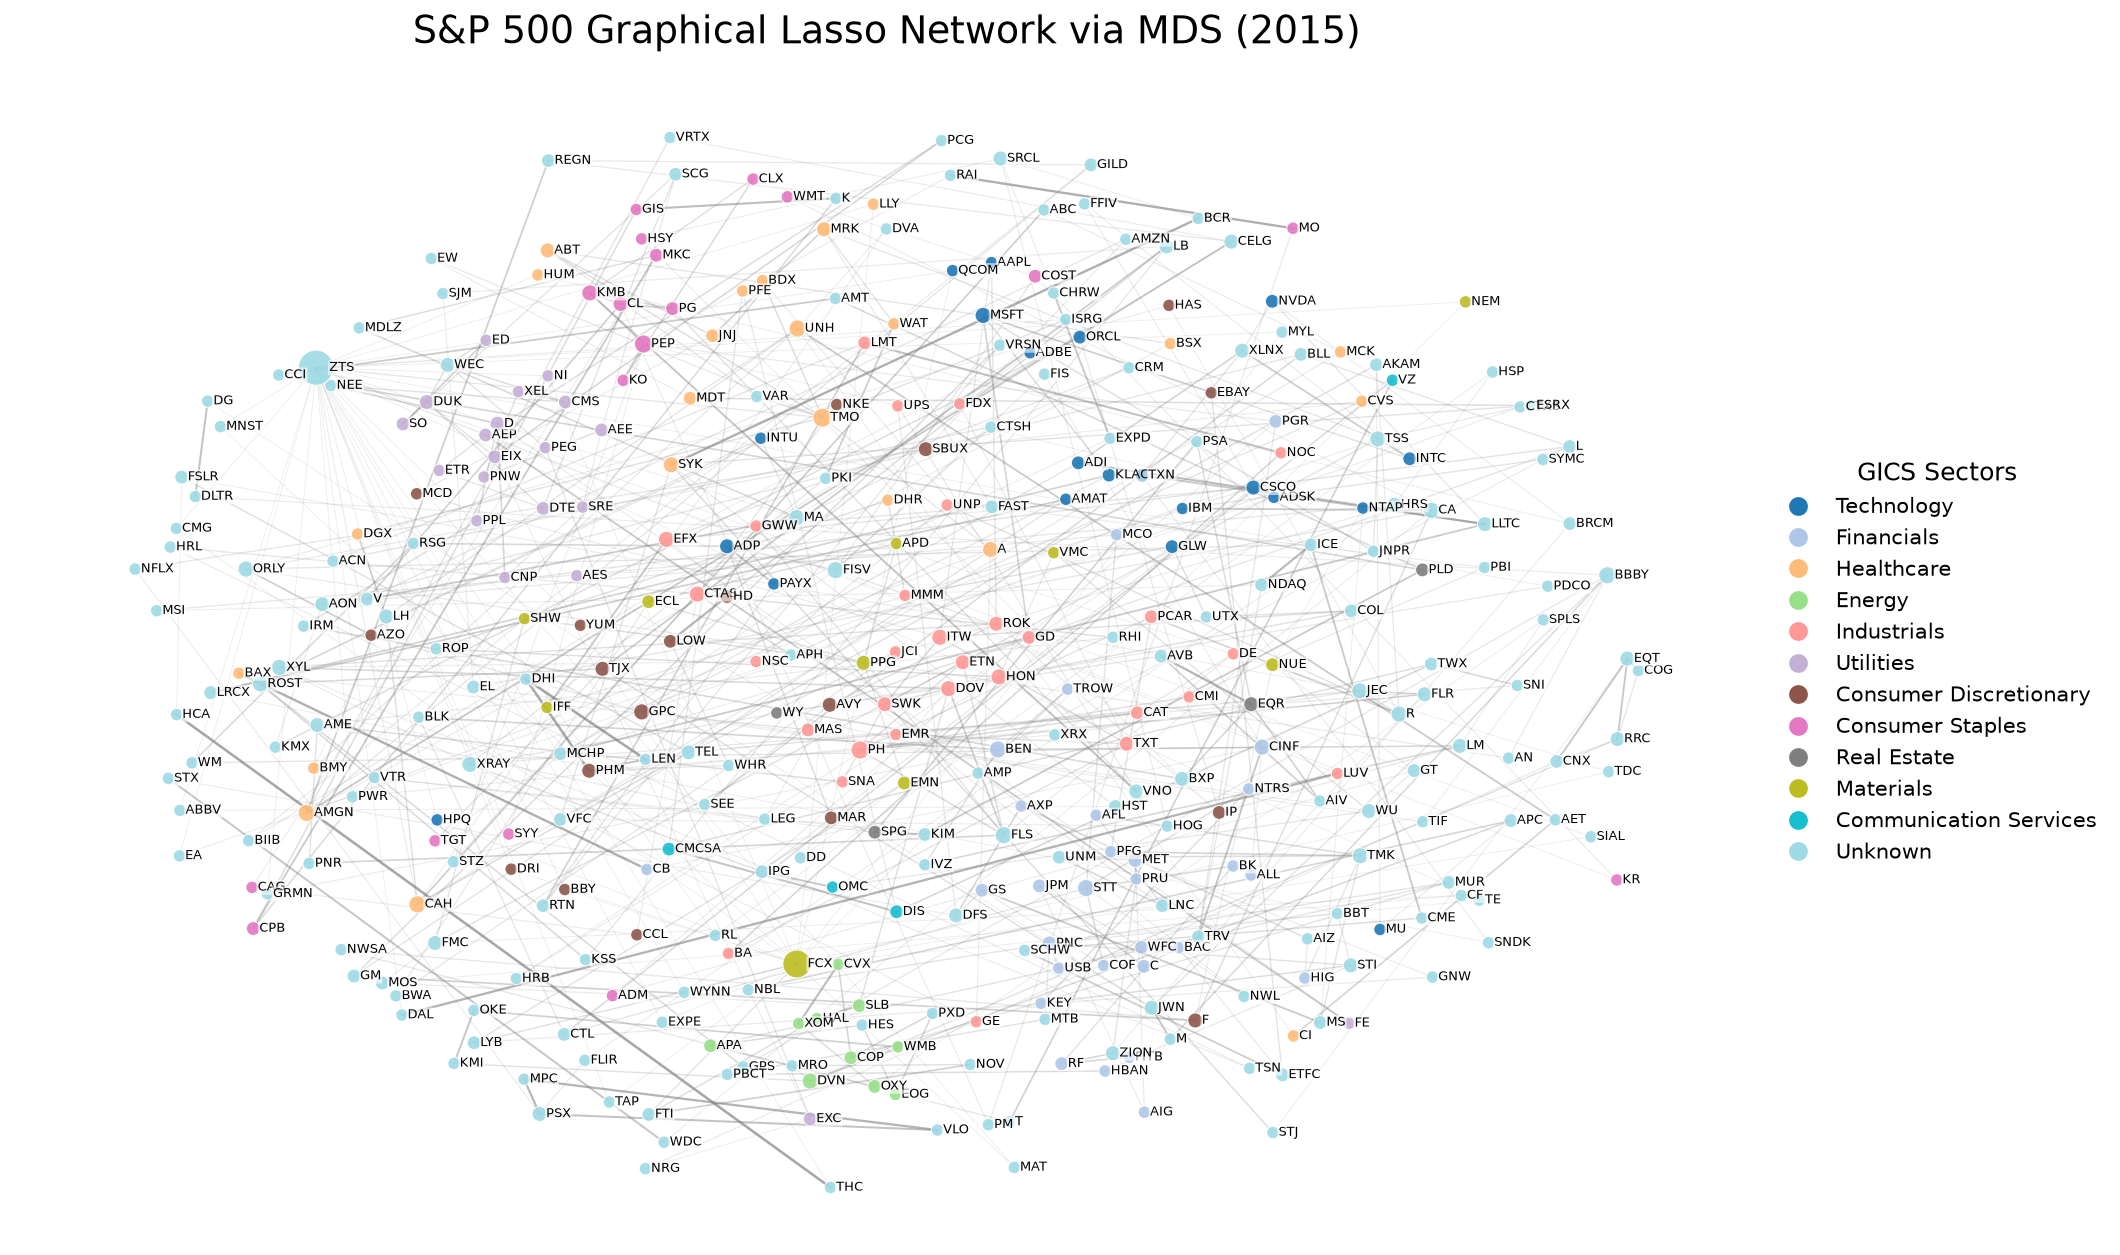 S&P 500 Graphical Lasso Network via MDS (2015)
VRTX
PCG
REGN
SRCL
GILD
SCG
CLX
RAI
WMT
K
GIS
LLY
ABC
FFIV
BCR
MO
MRK
DVA
HSY
AMZN
LB
CELG
ABT
MKC
EW
HUM
BDX
QCOM
AAPL
COST
SJM
KMB
CL
PG
PFE
AMT
CHRW
HAS
NVDA
NEM
MDLZ
JNJ
UNH
WAT
MSFT
ISRG
MYL
ED
PEP
LMT
VRSN
ADBE
ORCL
BSX
XLNX
BLL
MCK
ZTS
WEC
CCI
NEE
NI
KO
FIS
CRM
AKAM
VZ
HSP
DG
DUK
XEL
CMS
MDT
VAR
NKE
UPS
FDX
EBAY
CVS
ESRX
MNST
SO
D
AEP
AEE
TMO
CTSH
PGR
INTU
SBUX
EXPD
PSA
TSS
L
EIX
PEG
NOC
INTC
SYMC
FSLR
ETR
PNW
SYK
PKI
ADI
KLAC
TXN
DLTR
MCD
DTE
SRE
DHR
UNP
FAST
AMAT
CSCO
ADSK
IBM
NTAP
HRS
CA
CMG
PPL
GWW
MA
LLTC
BRCM
HRL
DGX
RSG
EFX
ADP
APD
A
VMC
MCO
GLW
ICE
JNPR
NFLX
ORLY
ACN
CNP
AES
PAYX
FISV
NDAQ
PLD
PBI
BBBY
PDCO
MSI
AON
V
LH
ECL
CTAS
HD
MMM
COL
IRM
AZO
SHW
YUM
LOW
ITW
ROK
GD
PCAR
UTX
RHI
SPLS
ROP
NSC
APH
PPG
JCI
ETN
AVB
DE
NUE
TWX
EQT
COG
BAX
XYL
ROST
TJX
DHI
HON
LRCX
EL
DOV
TROW
CMI
JEC
FLR
SNI
HCA
AME
BLK
IFF
GPC
WY
AVY
SWK
CAT
EQR
R
KMX
MCHP
MAS
EMR
XRX
TXT
CINF
LM
RRC
WM
XRAY
LEN
TEL
PH
BEN
AN
CNX
STX
BMY
VTR
PHM
WHR
SNA
EMN
AMP
BXP
LUV
GT
TDC
ABBV
AMGN
PWR
SEE
VNO
NTRS
AIV
HPQ
VFC
LEG
MAR
SPG
KIM
AXP
FLS
AFL
HST
HOG
IP
WU
TIF
APC
AET
SIAL
BIIB
TGT
SYY
CMCSA
EA
PNR
STZ
DRI
CB
DD
IPG
IVZ
UNM
PFG
MET
BK
ALL
TMK
KR
GRMN
BBY
OMC
GS
JPM
STT
PRU
MUR
CF
TE
CPB
CAH
RTN
DIS
DFS
LNC
BBT
CME
MU
NWSA
FMC
CCL
RL
BA
SCHW
PNC
WFC
BAC
TRV
AIZ
SNDK
GM
MOS
HRB
KSS
FCX
CVX
USB
COF
C
HIG
STI
GNW
BWA
DAL
ADM
WYNN
NBL
KEY
NWL
OKE
SLB
PXD
GE
JWN
F
MS
FE
EXPE
XOM
HAL
HES
MTB
LYB
CTL
APA
WMB
M
CI
KMI
FLIR
GPS
MRO
COP
NOV
RF
ZION
HBAN
TSN
ETFC
MPC
PBCT
DVN
OXY
EOG
PSX
TAP
FTI
EXC
VLO
PM
T
AIG
STJ
WDC
NRG
MAT
THC
GICS Sectors
Technology
Financials
Healthcare
Energy
Industrials
Utilities
Consumer Discretionary
Consumer Staples
Real Estate
Materials
Communication Services
Unknown